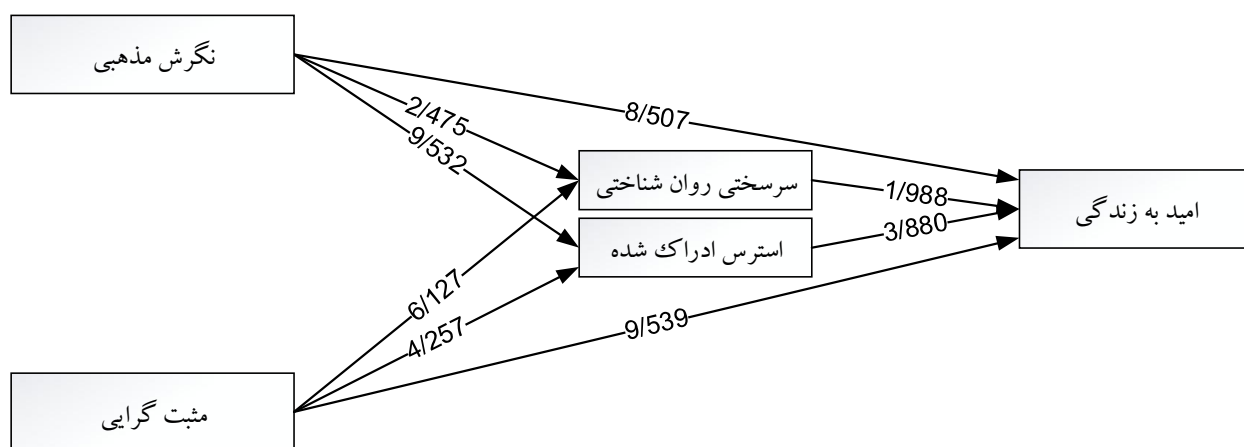 نگرش مذهبی
2/475
9/532
8/507
سرسختی روان شناختی
1/988
امید به زندگی
استرس ادراک شده
3/880
6/127
4/257
9/539
مثبت گرایی